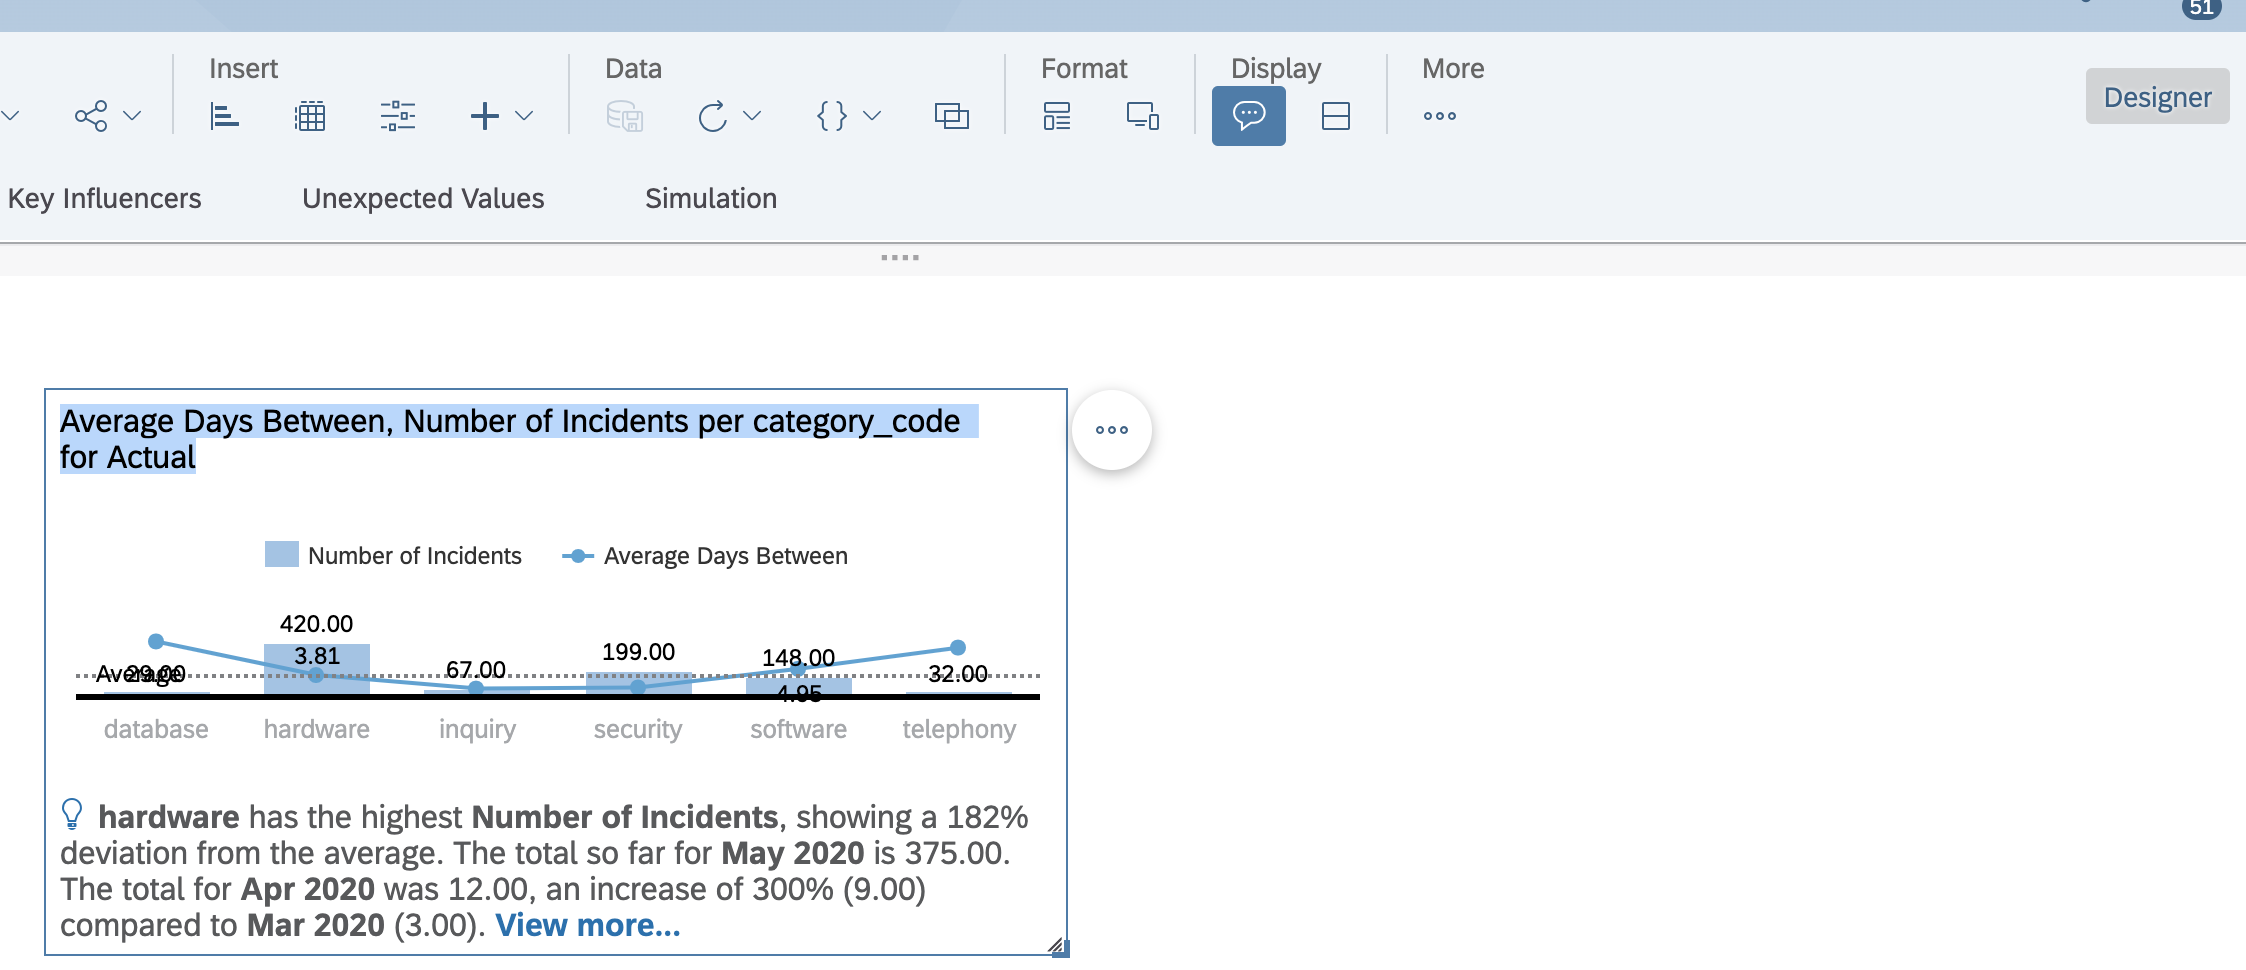 51
Insert
Data
Format
Display
More
Designer
Key Influencers
Unexpected Values
Simulation
Average Days Between, Number of Incidents per category_code
for Actual
Number of Incidents
Average Days Between
420.00
3.81
Average
29.00
67.00
199.00
148.00
4.95
32.00
database
hardware
inquiry
security
software
telephony
hardware has the highest Number of Incidents, showing a 182%
deviation from the average. The total so far for May 2020 is 375.00.
The total for Apr 2020 was 12.00, an increase of 300% (9.00)
compared to Mar 2020 (3.00). View more...